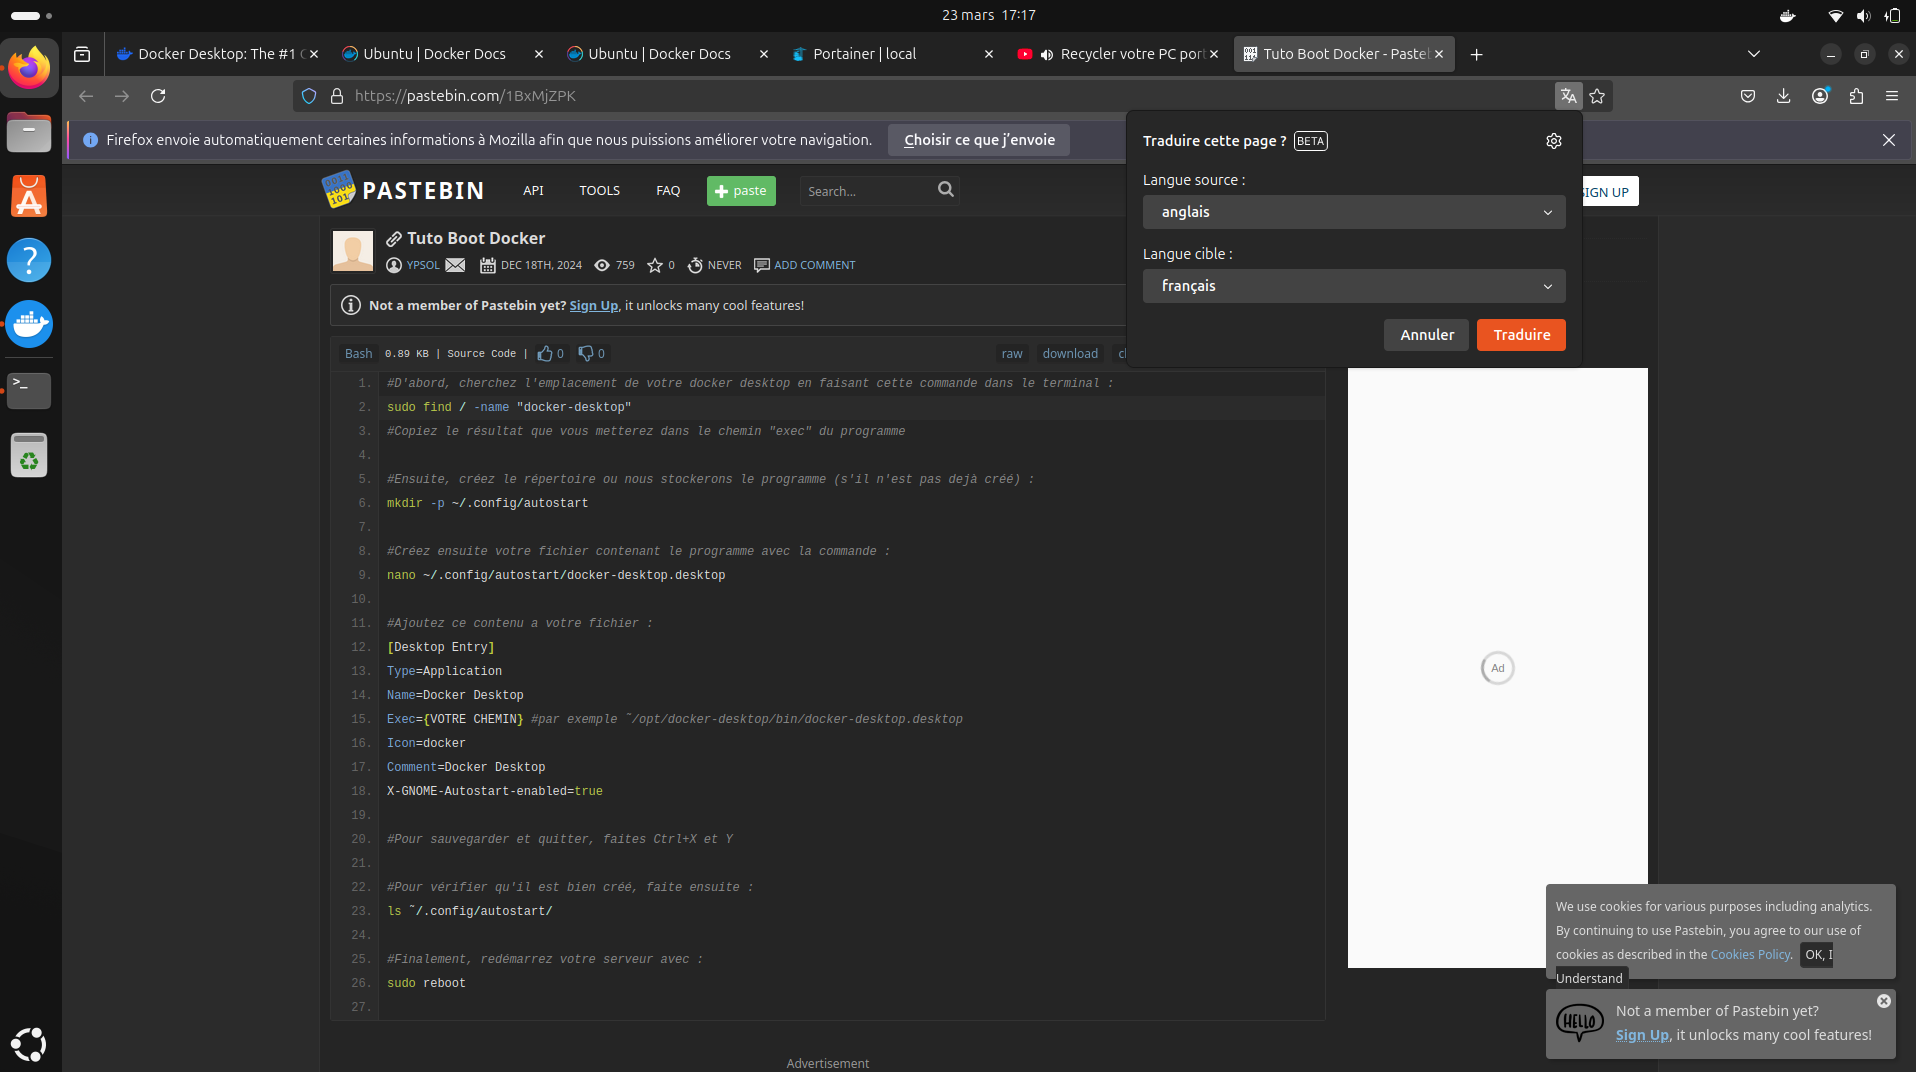 23 mars 17:17
Docker Desktop: The #1 C
Ubuntu | Docker Docs
Ubuntu | Docker Docs
Portainer | local
Recycler votre PC port
Tuto Boot Docker - Paste
https://pastebin.com/1BxMjZPK
Firefox envoie automatiquement certaines informations à Mozilla afin que nous puissions améliorer votre navigation.
Choisir ce que j’envoie
Traduire cette page ? BETA
Langue source :
anglais
Langue cible :
français
Annuler
Traduire
PASTEBIN
API
TOOLS
FAQ
paste
Search...
SIGN UP
Tuto Boot Docker
YPSOL
DEC 18TH, 2024
759
0
NEVER
ADD COMMENT
Not a member of Pastebin yet? Sign Up, it unlocks many cool features!
Bash 0.89 KB | Source Code | 0 0
raw
download
cl
1. #D'abord, cherchez l'emplacement de votre docker desktop en faisant cette commande dans le terminal :
2. sudo find / -name "docker-desktop"
3. #Copiez le résultat que vous metterez dans le chemin "exec" du programme
4.
5. #Ensuite, créez le répertoire ou nous stockerons le programme (s'il n'est pas dejà créé) :
6. mkdir -p ~/.config/autostart
7.
8. #Créez ensuite votre fichier contenant le programme avec la commande :
9. nano ~/.config/autostart/docker-desktop.desktop
10.
11. #Ajoutez ce contenu a votre fichier :
12. [Desktop Entry]
13. Type=Application
14. Name=Docker Desktop
15. Exec={VOTRE CHEMIN} #par exemple ˜/opt/docker-desktop/bin/docker-desktop.desktop
16. Icon=docker
17. Comment=Docker Desktop
18. X-GNOME-Autostart-enabled=true
19.
20. #Pour sauvegarder et quitter, faites Ctrl+X et Y
21.
22. #Pour vérifier qu'il est bien créé, faite ensuite :
23. ls ˜/.config/autostart/
24.
25. #Finalement, redémarrez votre serveur avec :
26. sudo reboot
27.
Ad
We use cookies for various purposes including analytics.
By continuing to use Pastebin, you agree to our use of
cookies as described in the Cookies Policy. OK, I
Understand
HELLO
Not a member of Pastebin yet?
Sign Up, it unlocks many cool features!
Advertisement